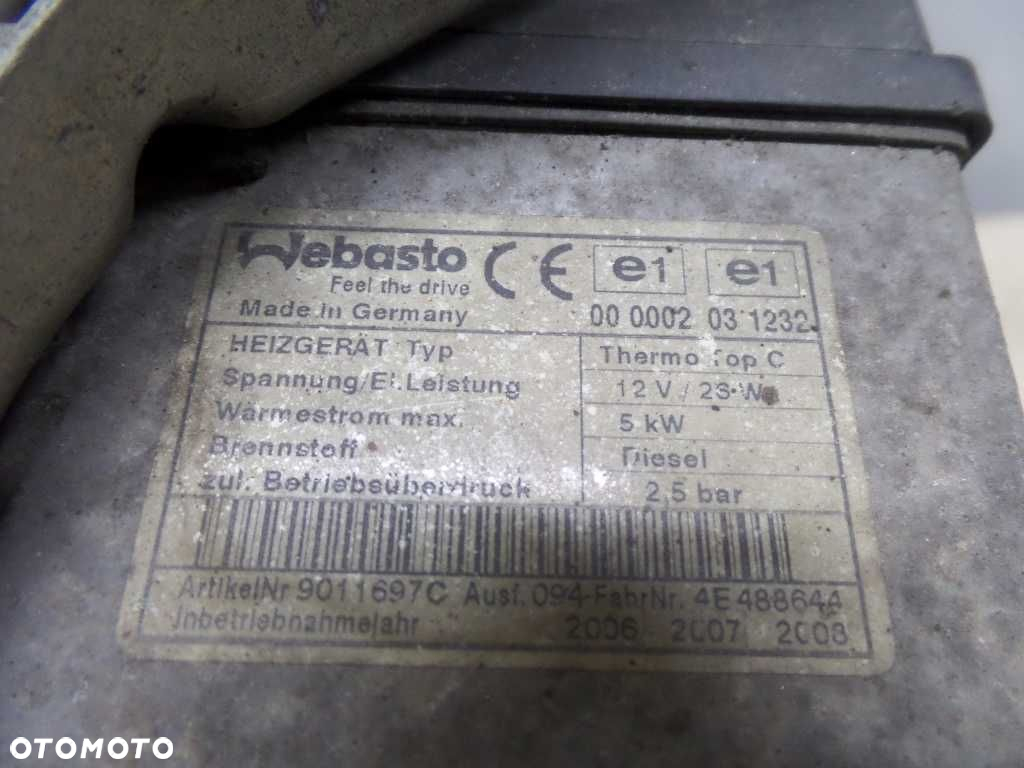 Webasto
Feel the drive
Made in Germany
CE e1 e1
00 0002 03 1232
HEIZGERÄT Typ Thermo Top C
Spannung/El.Leistung 12 V /
Wärmestrom max. 5 kW
Brennstoff Diesel
zul. Betriebsüberdruck 2,5 bar
ArtikelNr 9011697C Ausf. 094 FabrNr. 4E48864
Inbetriebnahmejahr 2006 2007 2008
OTOMOTO